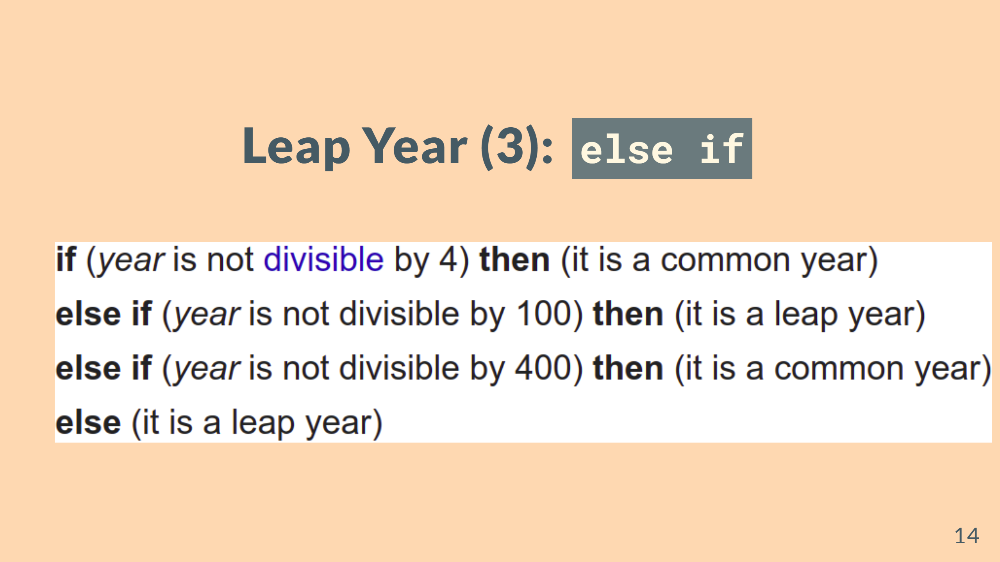 Leap Year (3): else if
if (year is not divisible by 4) then (it is a common year)
else if (year is not divisible by 100) then (it is a leap year)
else if (year is not divisible by 400) then (it is a common year)
else (it is a leap year)
14